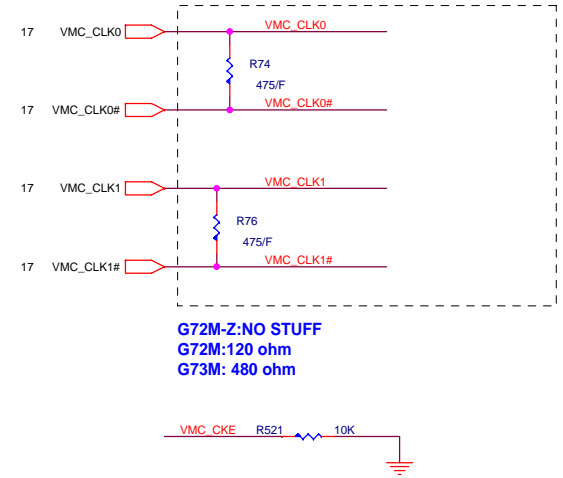 17 VMC_CLK0 VMC_CLK0
R74
475/F
17 VMC_CLK0# VMC_CLK0#
17 VMC_CLK1 VMC_CLK1
R76
475/F
17 VMC_CLK1# VMC_CLK1#
G72M-Z:NO STUFF
G72M:120 ohm
G73M: 480 ohm
VMC_CKE R521 10K